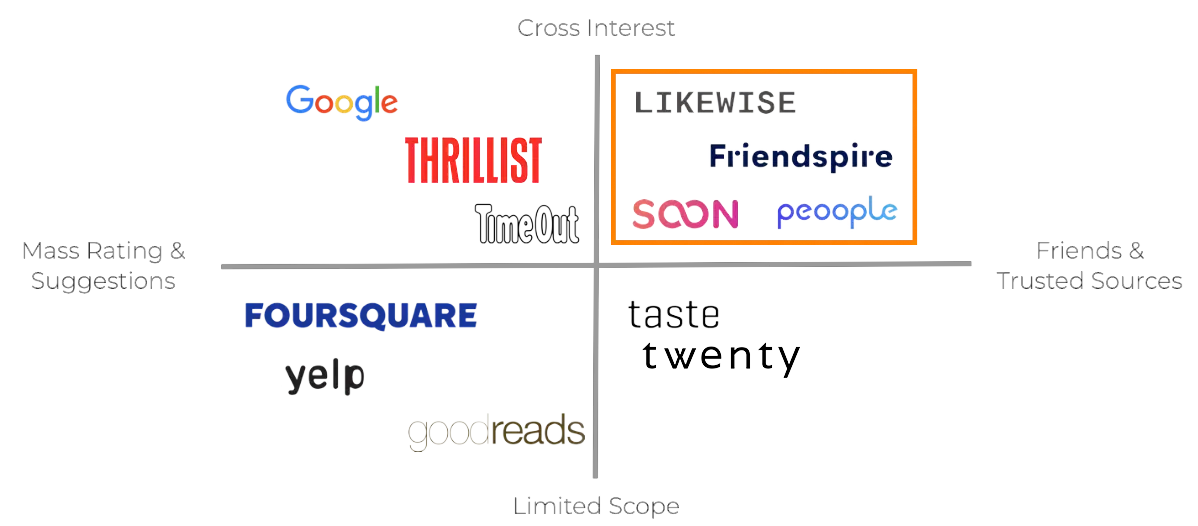 Cross Interest
Google
THRILLIST
TimeOut
LIKEWISE
Friendspire
SOON
peoople
Mass Rating &
Suggestions
Friends &
Trusted Sources
FOURSQUARE
yelp
goodreads
taste
twenty
Limited Scope